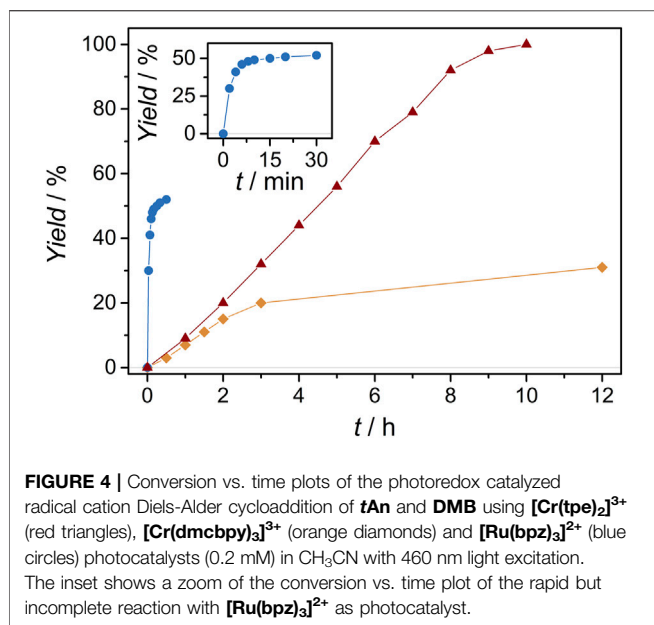 100
80
60
40
20
0
Yield / %
0 2 4 6 8 10 12
t / h
50
25
0
Yield / %
0 15 30
t / min
FIGURE 4 | Conversion vs. time plots of the photoredox catalyzed
radical cation Diels-Alder cycloaddition of tAn and DMB using [Cr(tpe)₂]³⁺
(red triangles), [Cr(dmcbpy)₃]³⁺ (orange diamonds) and [Ru(bpz)₃]²⁺ (blue
circles) photocatalysts (0.2 mM) in CH₃CN with 460 nm light excitation.
The inset shows a zoom of the conversion vs. time plot of the rapid but
incomplete reaction with [Ru(bpz)₃]²⁺ as photocatalyst.